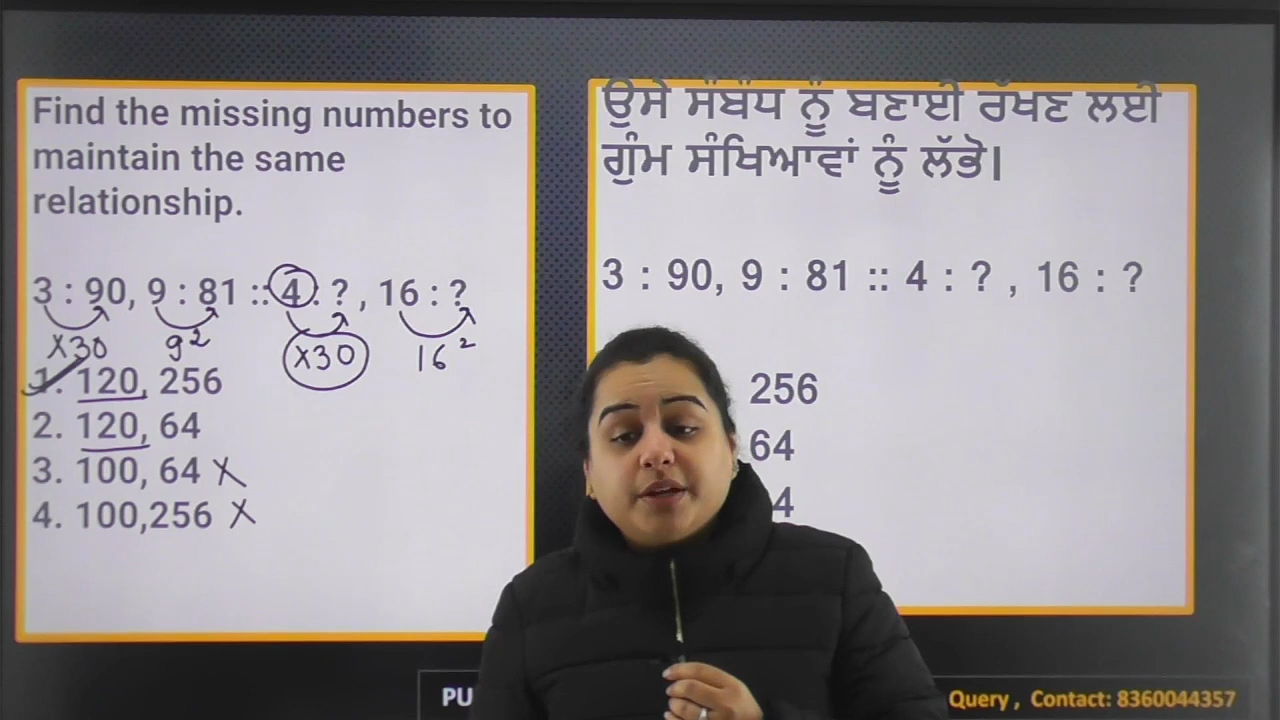 Find the missing numbers to
maintain the same
relationship.
3 : 90, 9 : 81 :: 4 : ? , 16 : ?
×30 9² ×30 16²
1. 120, 256
2. 120, 64
3. 100, 64 X
4. 100,256 X
ਉਸੇ ਸੰਬੰਧ ਨੂੰ ਬਣਾਈ ਰੱਖਣ ਲਈ
ਗੁੰਮ ਸੰਖਿਆਵਾਂ ਨੂੰ ਲੱਭੋ।
3 : 90, 9 : 81 :: 4 : ? , 16 : ?
256
64
4
PU
Query , Contact: 8360044357